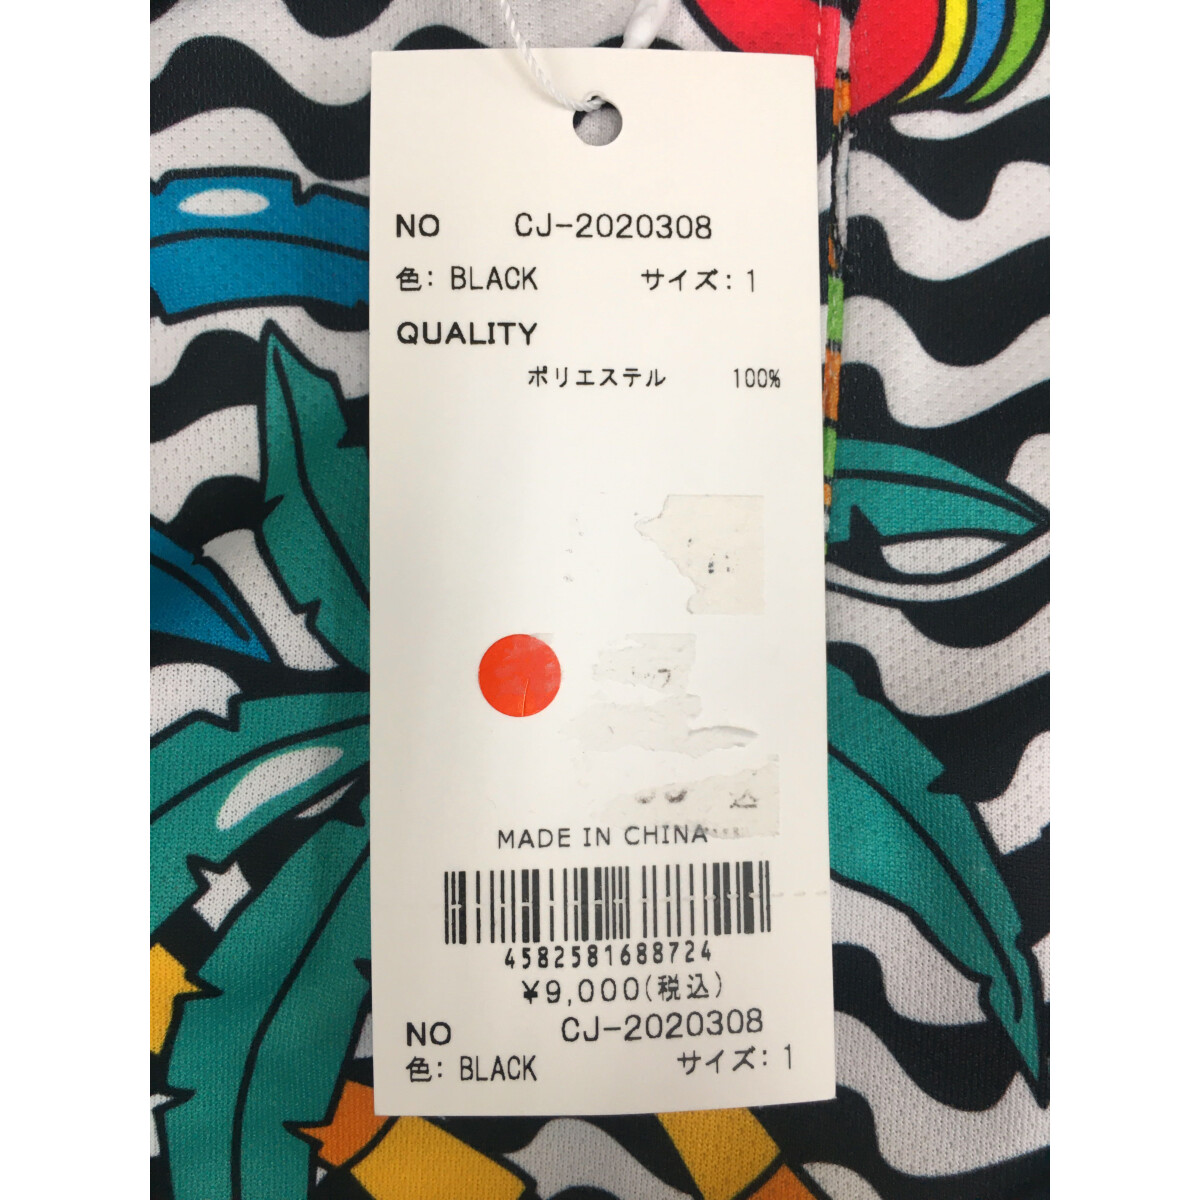 NO CJ-2020308
色: BLACK サイズ: 1
QUALITY
ポリエステル 100%
MADE IN CHINA
4582581688724
¥9,000(税込)
NO CJ-2020308
色: BLACK サイズ: 1